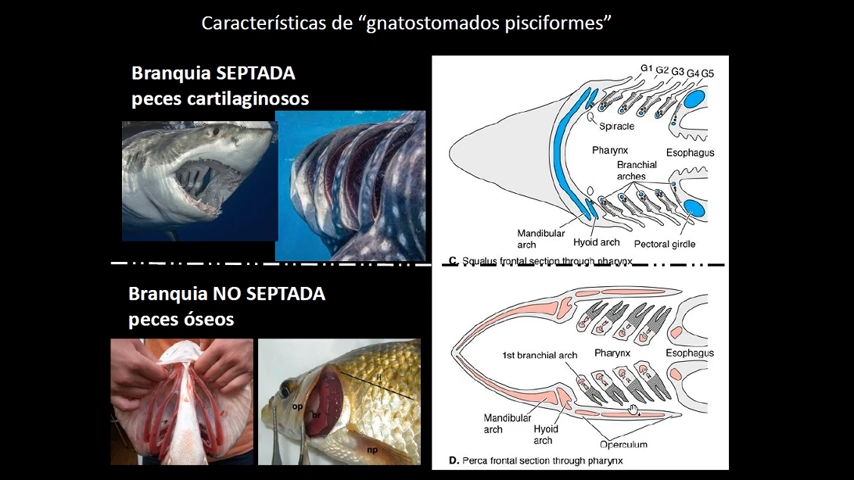 Características de “gnatostomados pisciformes”
Branquia SEPTADA
peces cartilaginosos
G1 G2 G3 G4 G5
Spiracle
Pharynx
Esophagus
Branchial
arches
Mandibular
arch
Hyoid arch
Pectoral girdle
C. Squalus frontal section through pharynx
Branquia NO SEPTADA
peces óseos
1st branchial arch
Pharynx
Esophagus
Mandibular
arch
Hyoid
arch
Operculum
D. Perca frontal section through pharynx
op
br
ll
np